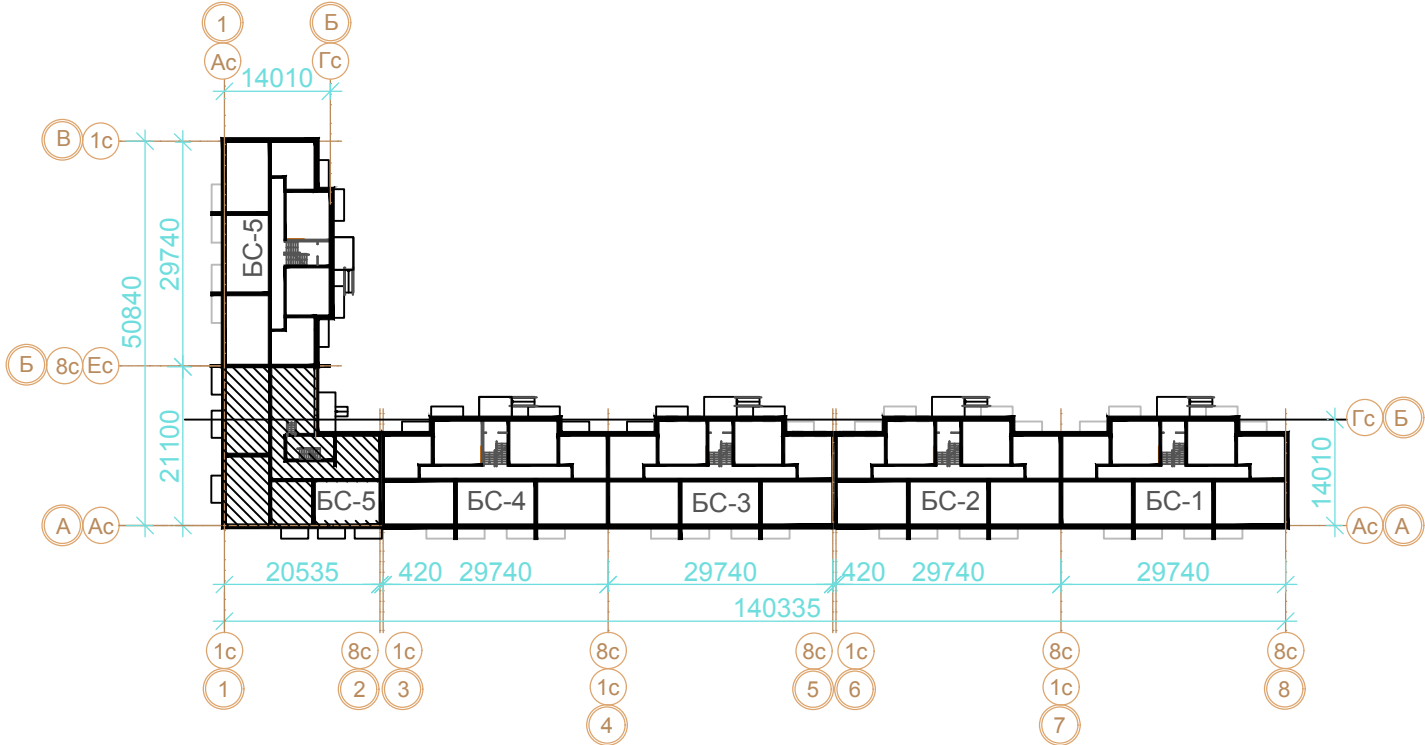 1 Б
Ас Гс
14010
В 1с
БС-5
29740
50840
Б 8с Ес
21100
Гс Б
14010
БС-5 БС-4 БС-3 БС-2 БС-1
А Ас Ас А
20535 420 29740 29740 420 29740 29740
140335
1с 8с 1с 8с 8с 1с 8с 8с
1 2 3 1с 5 6 1с 8
4 7